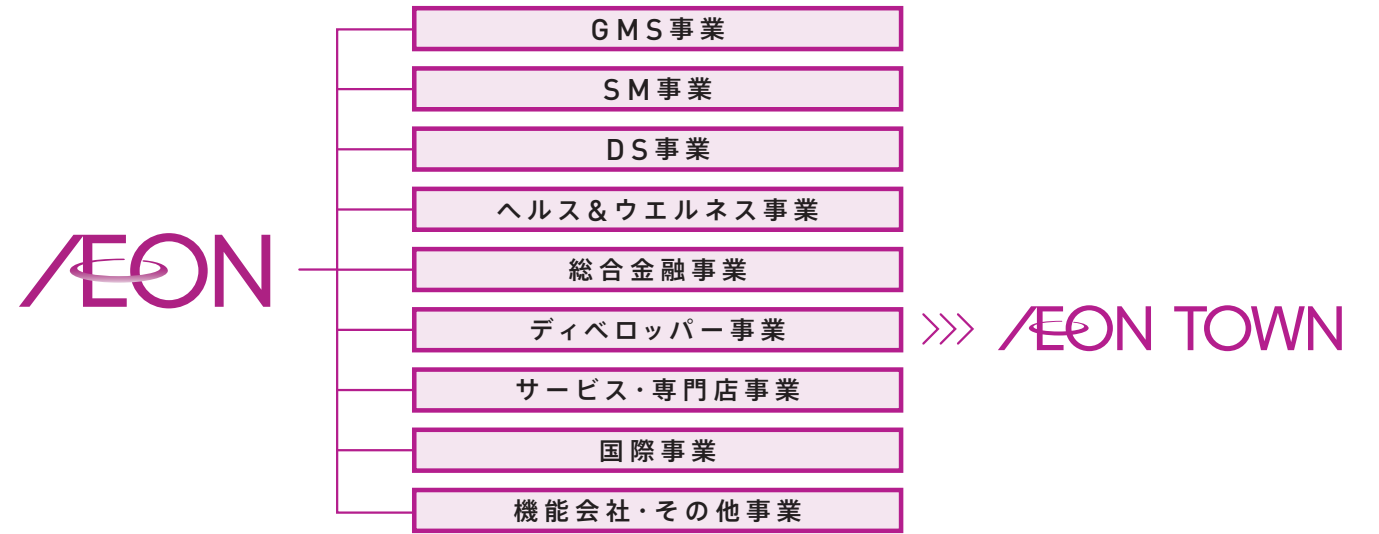 ÆON
GMS事業
SM事業
DS事業
ヘルス&ウエルネス事業
総合金融事業
ディベロッパー事業
ÆON TOWN
サービス・専門店事業
国際事業
機能会社・その他事業